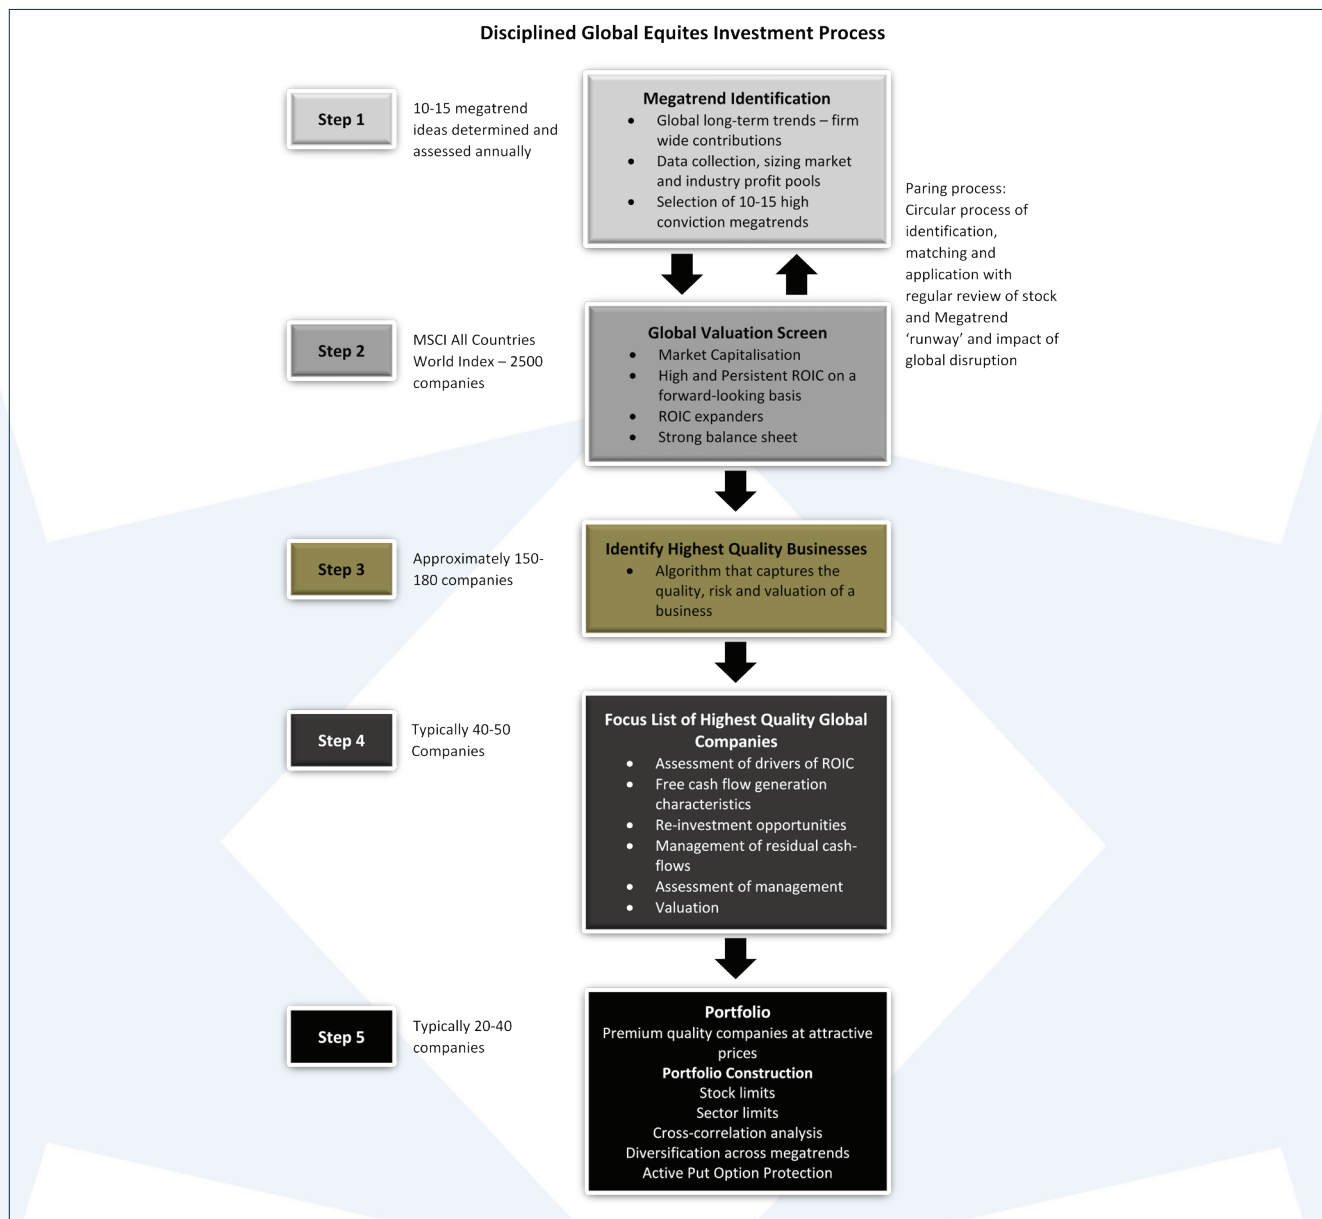 Disciplined Global Equites Investment Process
Step 1
10-15 megatrend
ideas determined and
assessed annually
Megatrend Identification
• Global long-term trends – firm
wide contributions
• Data collection, sizing market
and industry profit pools
• Selection of 10-15 high
conviction megatrends
Paring process:
Circular process of
identification,
matching and
application with
regular review of stock
and Megatrend
‘runway’ and impact of
global disruption
Step 2
MSCI All Countries
World Index – 2500
companies
Global Valuation Screen
• Market Capitalisation
• High and Persistent ROIC on a
forward-looking basis
• ROIC expanders
• Strong balance sheet
Step 3
Approximately 150-
180 companies
Identify Highest Quality Businesses
• Algorithm that captures the
quality, risk and valuation of a
business
Step 4
Typically 40-50
Companies
Focus List of Highest Quality Global
Companies
• Assessment of drivers of ROIC
• Free cash flow generation
characteristics
• Re-investment opportunities
• Management of residual cash-
flows
• Assessment of management
• Valuation
Step 5
Typically 20-40
companies
Portfolio
Premium quality companies at attractive
prices
Portfolio Construction
Stock limits
Sector limits
Cross-correlation analysis
Diversification across megatrends
Active Put Option Protection